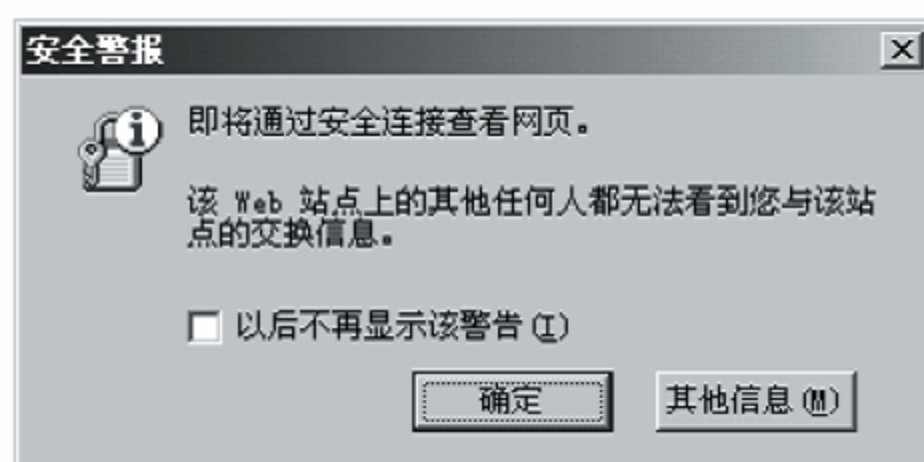 安全警报
即将通过安全连接查看网页。
该 Web 站点上的其他任何人都无法看到您与该站
点的交换信息。
以后不再显示该警告(I)
确定
其他信息(M)